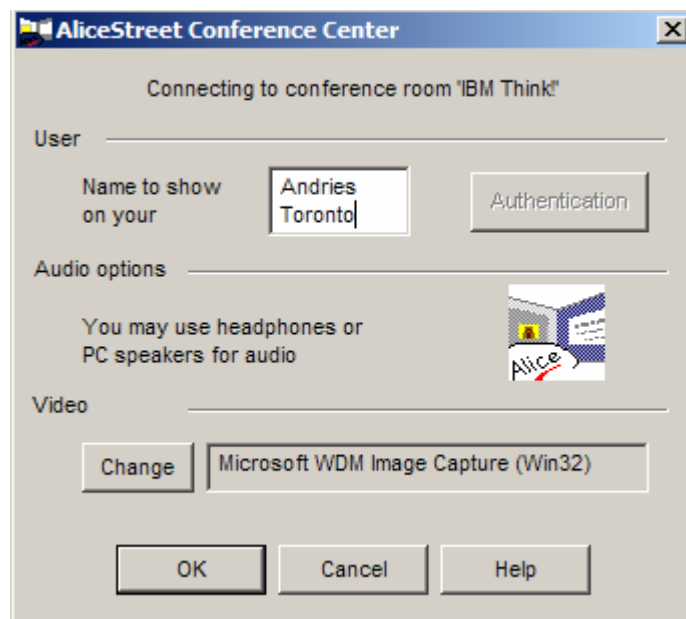 AliceStreet Conference Center
Connecting to conference room "IBM Think!"
User
Name to show
on your
Andries
Toronto
Authentication
Audio options
You may use headphones or
PC speakers for audio
Alice
Video
Change
Microsoft WDM Image Capture (Win32)
OK
Cancel
Help